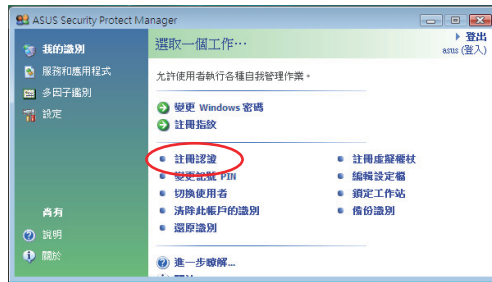 ASUS Security Protect Manager
我的識別
服務和應用程式
多因子鑑別
設定
尚有
說明
關於
選取一個工作…
登出
asus (登入)
允許使用者執行各種自我管理作業。
變更 Windows 密碼
註冊指紋
註冊認證
變更記號 PIN
切換使用者
清除此帳戶的識別
還原識別
註冊虛擬權杖
編輯設定檔
鎖定工作站
備份識別
進一步瞭解...